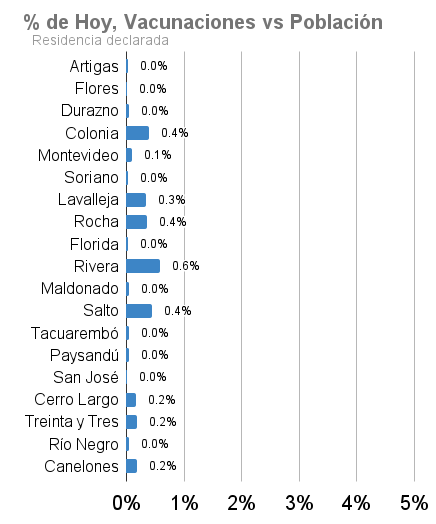 % de Hoy, Vacunaciones vs Población
Residencia declarada
Artigas 0.0%
Flores 0.0%
Durazno 0.0%
Colonia 0.4%
Montevideo 0.1%
Soriano 0.0%
Lavalleja 0.3%
Rocha 0.4%
Florida 0.0%
Rivera 0.6%
Maldonado 0.0%
Salto 0.4%
Tacuarembó 0.0%
Paysandú 0.0%
San José 0.0%
Cerro Largo 0.2%
Treinta y Tres 0.2%
Río Negro 0.0%
Canelones 0.2%
0% 1% 2% 3% 4% 5%